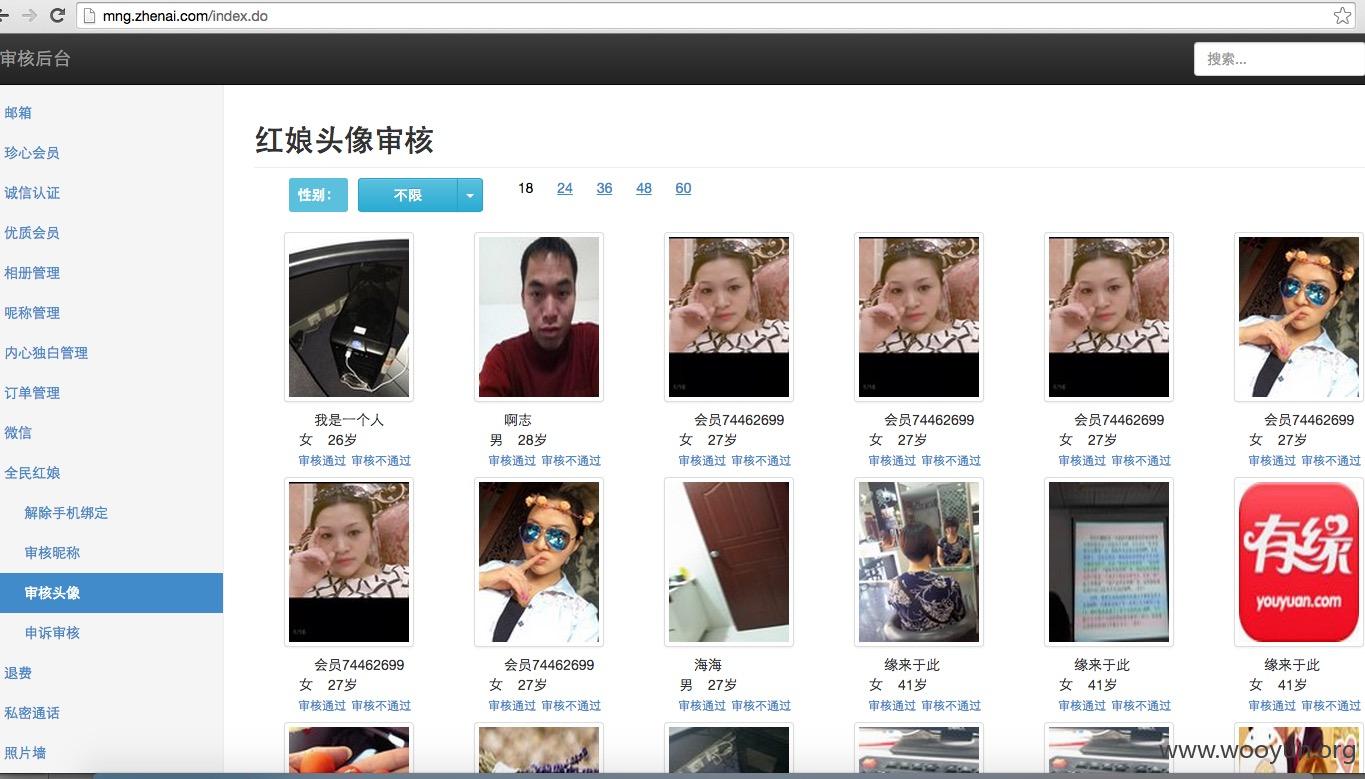 mng.zhenai.com/index.do
审核后台
搜索...
邮箱
珍心会员
诚信认证
优质会员
相册管理
昵称管理
内心独白管理
订单管理
微信
全民红娘
解除手机绑定
审核昵称
审核头像
申诉审核
退费
私密通话
照片墙
红娘头像审核
性别： 不限 18 24 36 48 60
我是一个人 啊志 会员74462699 会员74462699 会员74462699 会员74462699
女 26岁 男 28岁 女 27岁 女 27岁 女 27岁 女 27岁
审核通过 审核不通过 审核通过 审核不通过 审核通过 审核不通过 审核通过 审核不通过 审核通过 审核不通过 审核通过 审核不通过
有缘
youyuan.com
会员74462699 会员74462699 海海 缘来于此 缘来于此 缘来于此
女 27岁 女 27岁 男 27岁 女 41岁 女 41岁 女 41岁
审核通过 审核不通过 审核通过 审核不通过 审核通过 审核不通过 审核通过 审核不通过 审核通过 审核不通过 审核通过 审核不通过
www.wooyun.org